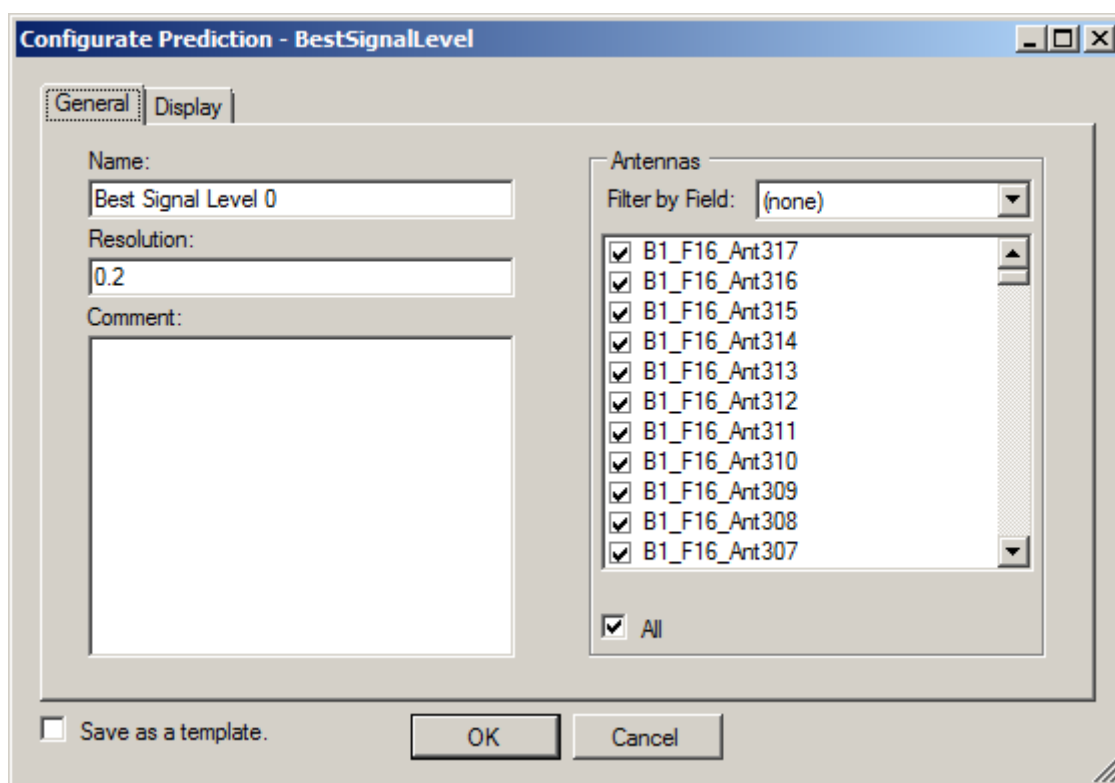 Configurate Prediction - BestSignalLevel
General
Display
Name:
Best Signal Level 0
Resolution:
0.2
Comment:
Antennas
Filter by Field:
(none)
B1_F16_Ant317
B1_F16_Ant316
B1_F16_Ant315
B1_F16_Ant314
B1_F16_Ant313
B1_F16_Ant312
B1_F16_Ant311
B1_F16_Ant310
B1_F16_Ant309
B1_F16_Ant308
B1_F16_Ant307
All
Save as a template.
OK
Cancel